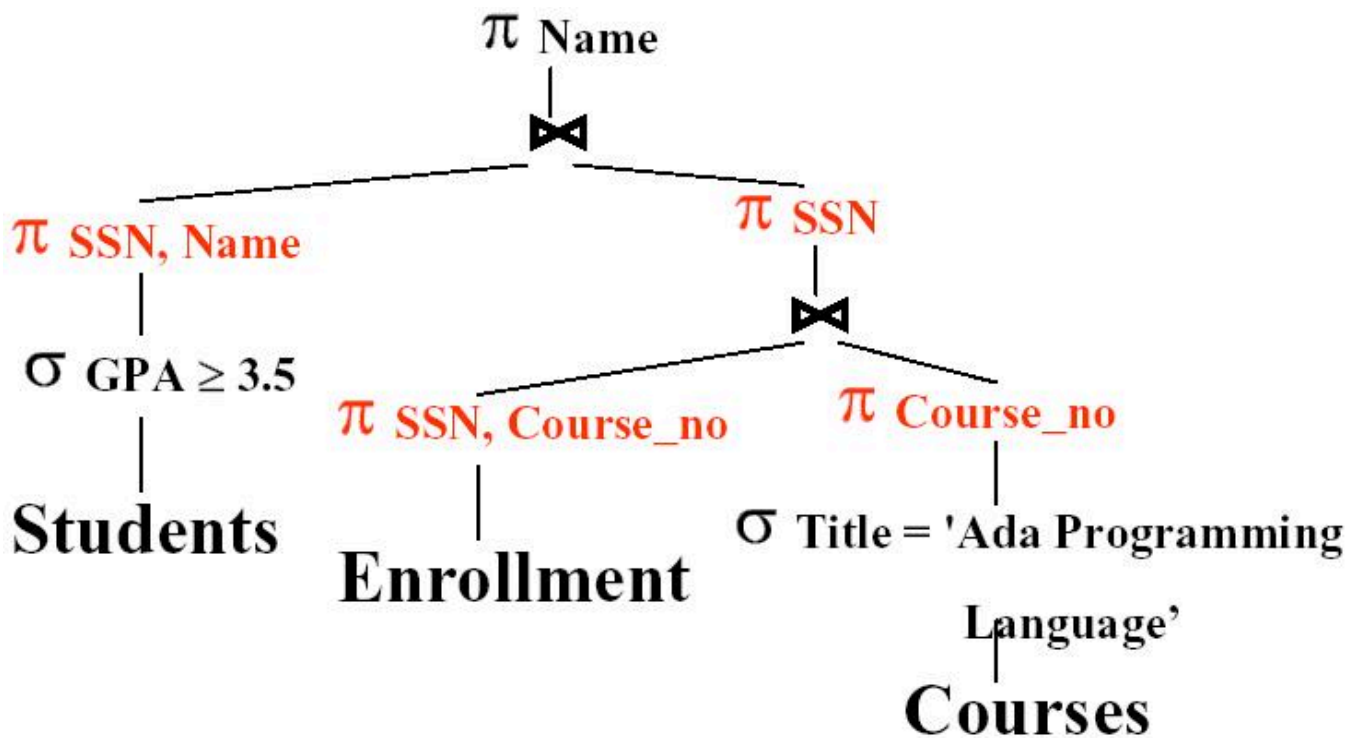 π Name
⋈
π SSN, Name
π SSN
⋈
σ GPA ≥ 3.5
π SSN, Course_no
π Course_no
Students
Enrollment
σ Title = 'Ada Programming
Language’
Courses